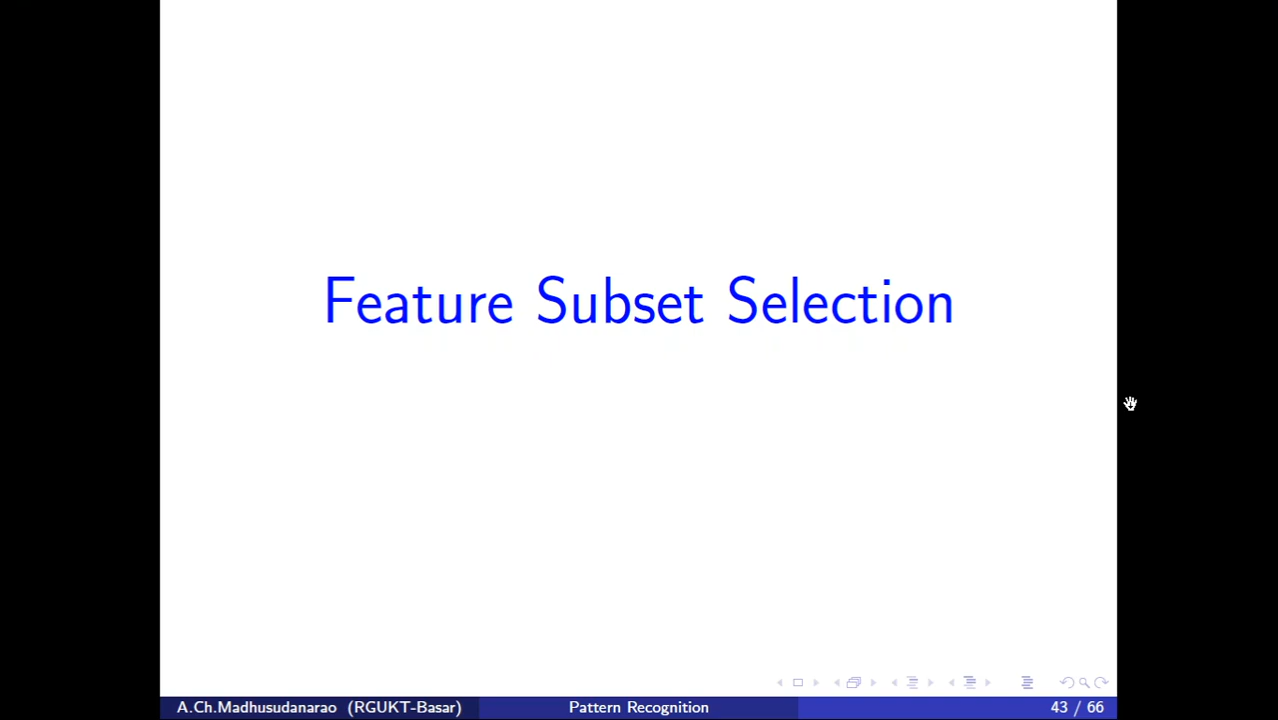 Feature Subset Selection
A.Ch.Madhusudanarao (RGUKT-Basar) Pattern Recognition 43 / 66